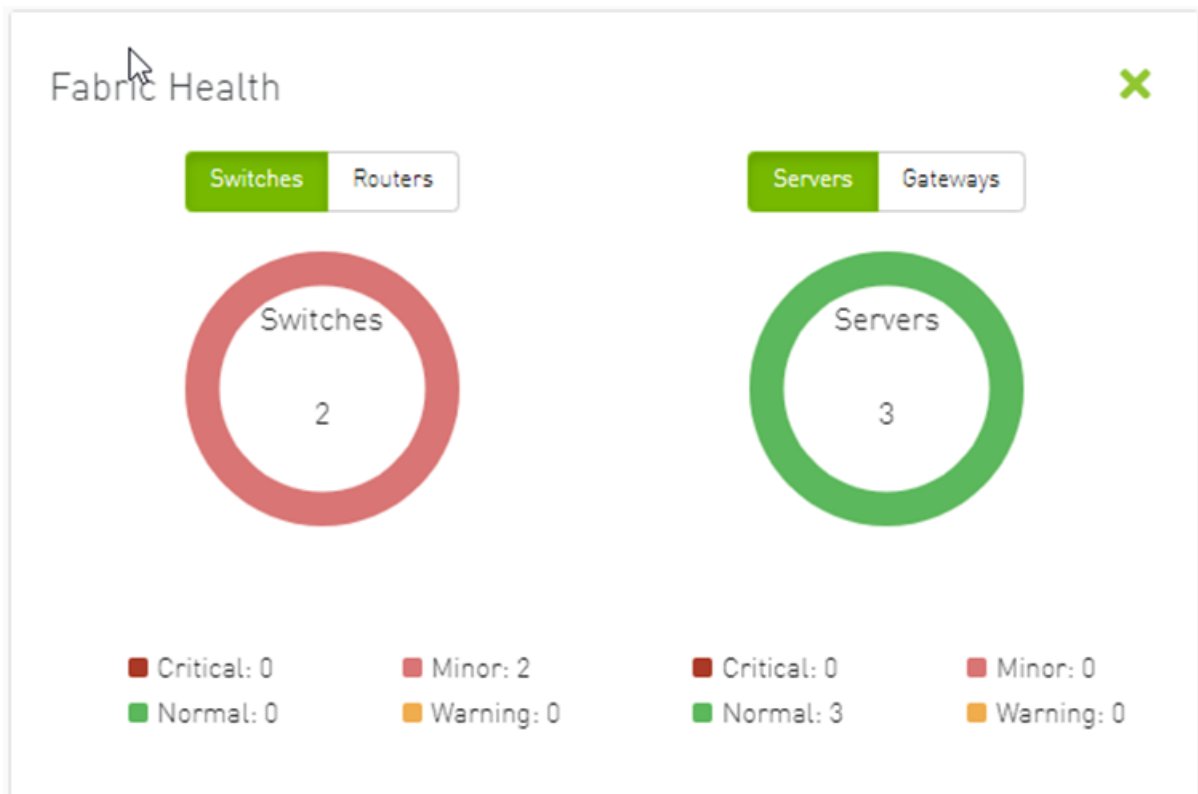 Fabric Health
Switches Routers
Servers Gateways
Switches
2
Servers
3
Critical: 0 Minor: 2
Normal: 0 Warning: 0
Critical: 0 Minor: 0
Normal: 3 Warning: 0